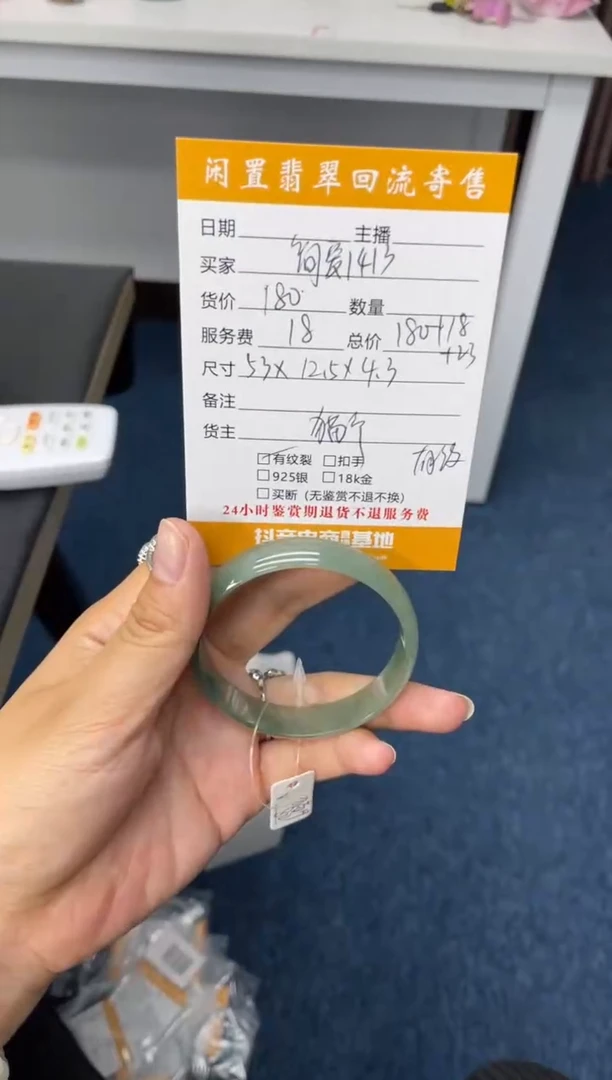 闲置翡翠回流寄售
日期 主播
买家
货价 180 数量
服务费 18 总价 180+18
+23
尺寸 53X 12.5X 4.3
备注
货主
有纹裂 扣手 有纹
925银 18k金
买断（无鉴赏不退不换）
24小时鉴赏期退货不退服务费